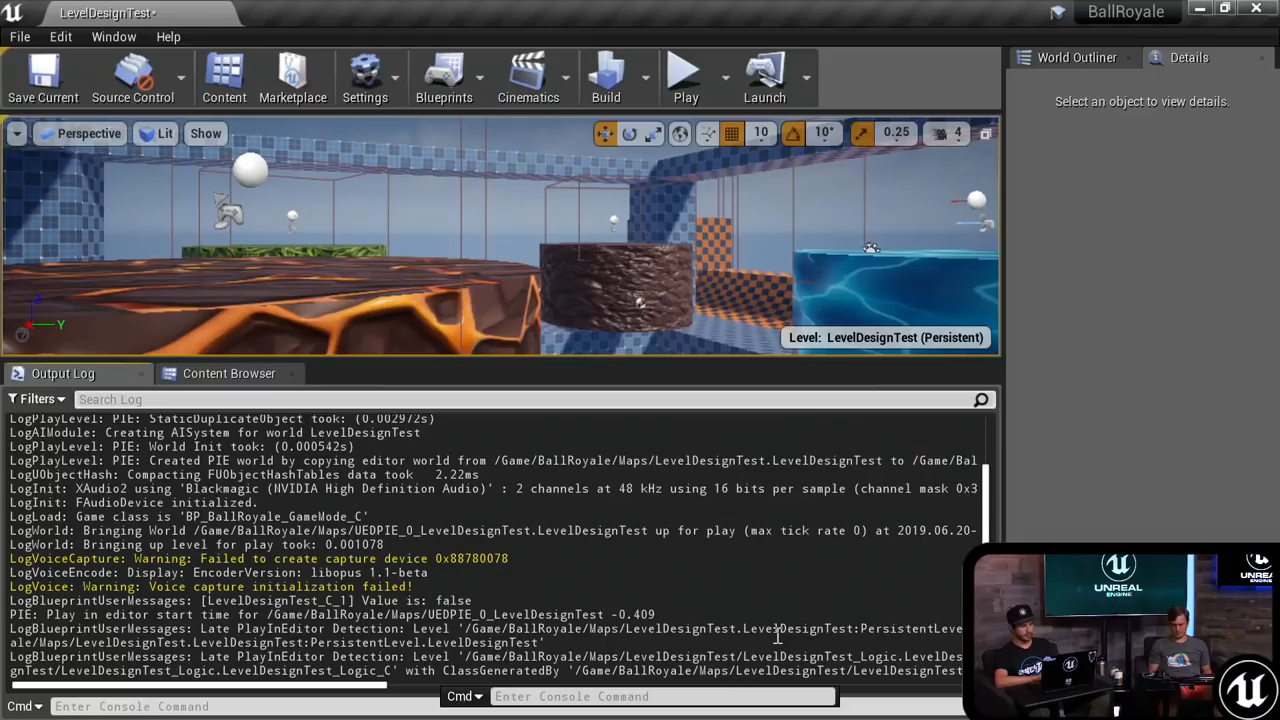 LevelDesignTest•
BallRoyale
File Edit Window Help
Save Current
Source Control
Content
Marketplace
Settings
Blueprints
Cinematics
Build
Play
Launch
World Outliner
Details
Select an object to view details.
Perspective
Lit
Show
10
10°
0.25
4
Z
Y
Level: LevelDesignTest (Persistent)
Output Log
Content Browser
Filters
Search Log
LogPlayLevel: PIE: StaticDuplicateObject took: (0.002972s)
LogAIModule: Creating AISystem for world LevelDesignTest
LogPlayLevel: PIE: World Init took: (0.000542s)
LogPlayLevel: PIE: Created PIE world by copying editor world from /Game/BallRoyale/Maps/LevelDesignTest.LevelDesignTest to /Game/Bal
LogUObjectHash: Compacting FUObjectHashTables data took 2.22ms
LogInit: XAudio2 using 'Blackmagic (NVIDIA High Definition Audio)' : 2 channels at 48 kHz using 16 bits per sample (channel mask 0x3
LogInit: FAudioDevice initialized.
LogLoad: Game class is 'BP_BallRoyale_GameMode_C'
LogWorld: Bringing World /Game/BallRoyale/Maps/UEDPIE_0_LevelDesignTest.LevelDesignTest up for play (max tick rate 0) at 2019.06.20-
LogWorld: Bringing up level for play took: 0.001078
LogVoiceCapture: Warning: Failed to create capture device 0x88780078
LogVoiceEncode: Display: EncoderVersion: libopus 1.1-beta
LogVoice: Warning: Voice capture initialization failed!
LogBlueprintUserMessages: [LevelDesignTest_C_1] Value is: false
PIE: Play in editor start time for /Game/BallRoyale/Maps/UEDPIE_0_LevelDesignTest -0.409
LogBlueprintUserMessages: Late PlayInEditor Detection: Level '/Game/BallRoyale/Maps/LevelDesignTest.LevelDesignTest:PersistentLeve
ale/Maps/LevelDesignTest.LevelDesignTest:PersistentLevel.LevelDesignTest'
LogBlueprintUserMessages: Late PlayInEditor Detection: Level '/Game/BallRoyale/Maps/LevelDesignTest/LevelDesignTest_Logic.LevelDes
gnTest/LevelDesignTest_Logic.LevelDesignTest_Logic_C' with ClassGeneratedBy '/Game/BallRoyale/Maps/LevelDesignTest/LevelDesignTest
Cmd
Enter Console Command
Cmd
Enter Console Command
UNREAL
ENGINE
UNREAL